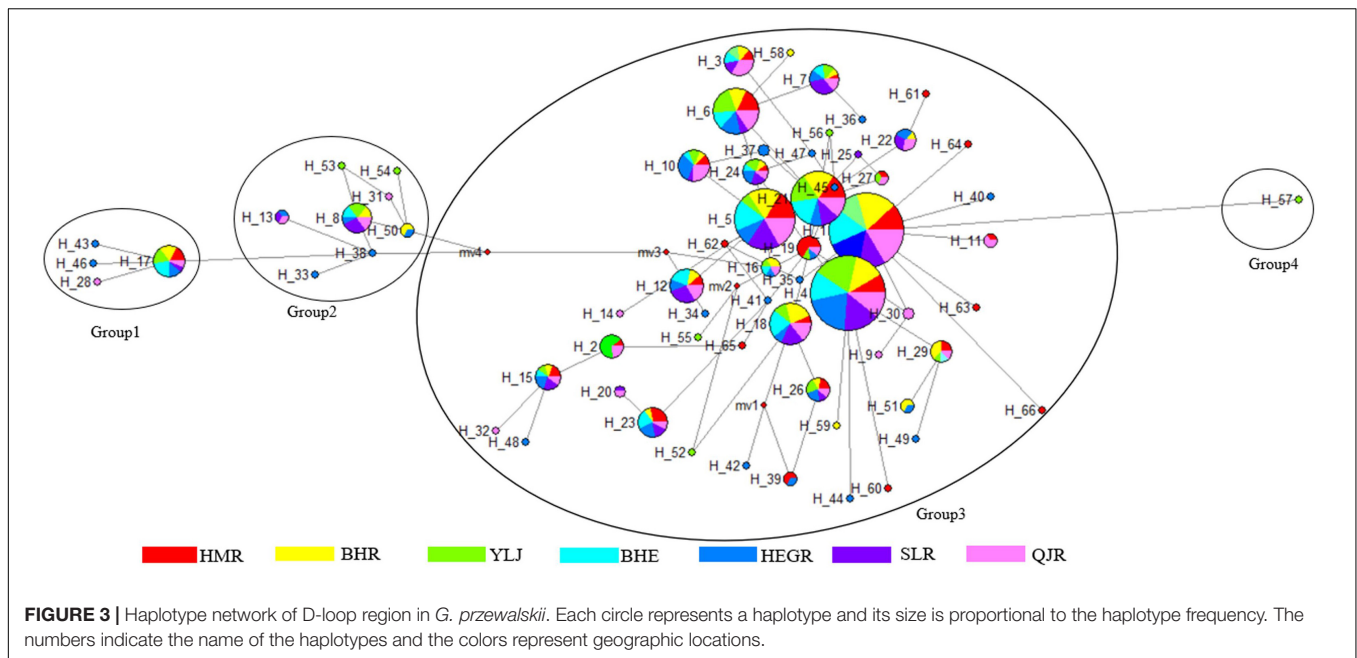 H_58
H_3
H_7
H_61
H_6
H_56
H_36
H_22
H_64
H_37
H_47
H_25
H_10
H_24
H_27
H_53
H_54
H_31
H_45
H_40
H_57
H_21
H_13
H_8
H_50
H_5
H_1
H_11
H_43
H_62
H_19
H_46
H_17
H_38
mv4
mv3
H_16
H_35
Group4
H_28
H_33
mv2
H_12
H_41
H_4
H_63
Group1
Group2
H_14
H_34
H_18
H_30
H_55
H_2
H_65
H_9
H_29
H_15
H_20
H_26
mv1
H_51
H_66
H_32
H_23
H_59
H_48
H_49
H_52
H_42
H_39
H_60
H_44
Group3
HMR BHR YLJ BHE HEGR SLR QJR
FIGURE 3 | Haplotype network of D-loop region in G. przewalskii. Each circle represents a haplotype and its size is proportional to the haplotype frequency. The
numbers indicate the name of the haplotypes and the colors represent geographic locations.